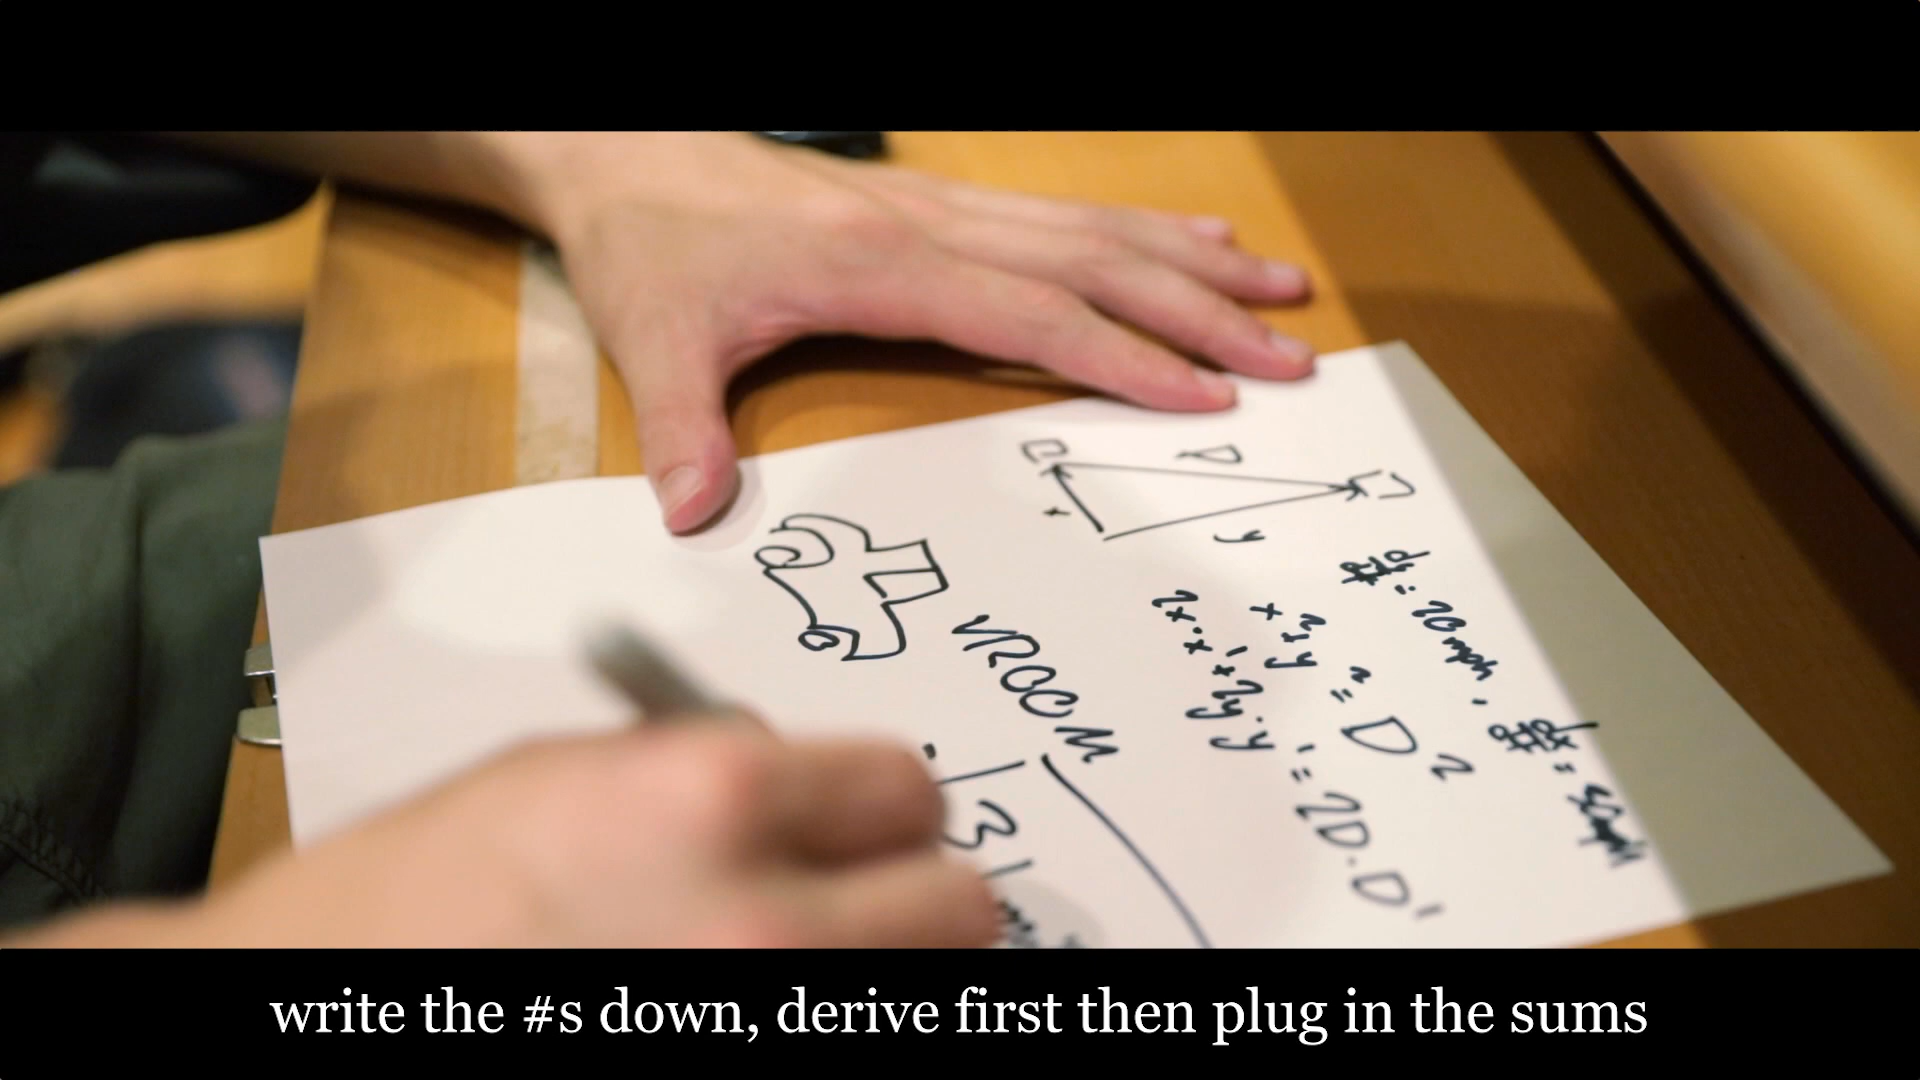 D
x
y
dy/dt = 20mph, dx/dt =
x² + y² = D²
2x·x' + 2y·y' = 2D·D'
VROOM
write the #s down, derive first then plug in the sums